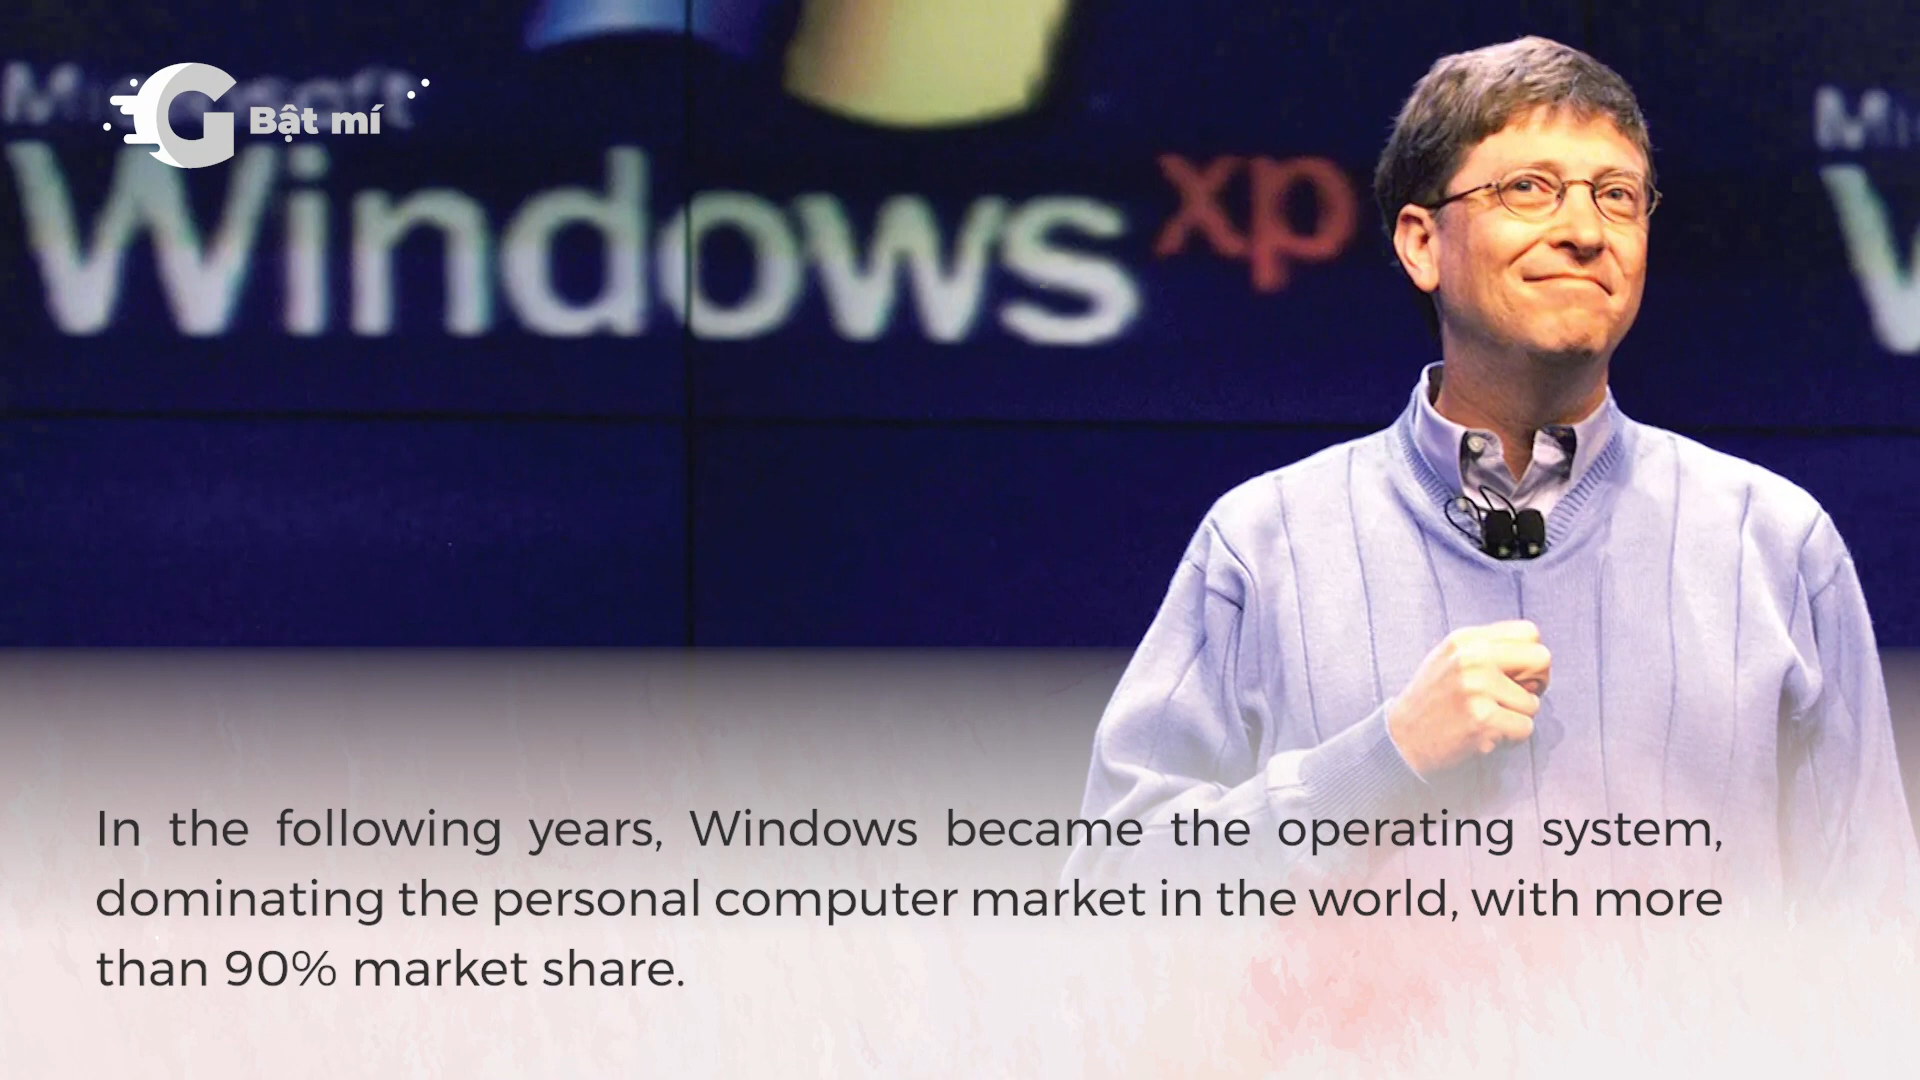 Microsoft
Bật mí
Windows xp
In the following years, Windows became the operating system,
dominating the personal computer market in the world, with more
than 90% market share.